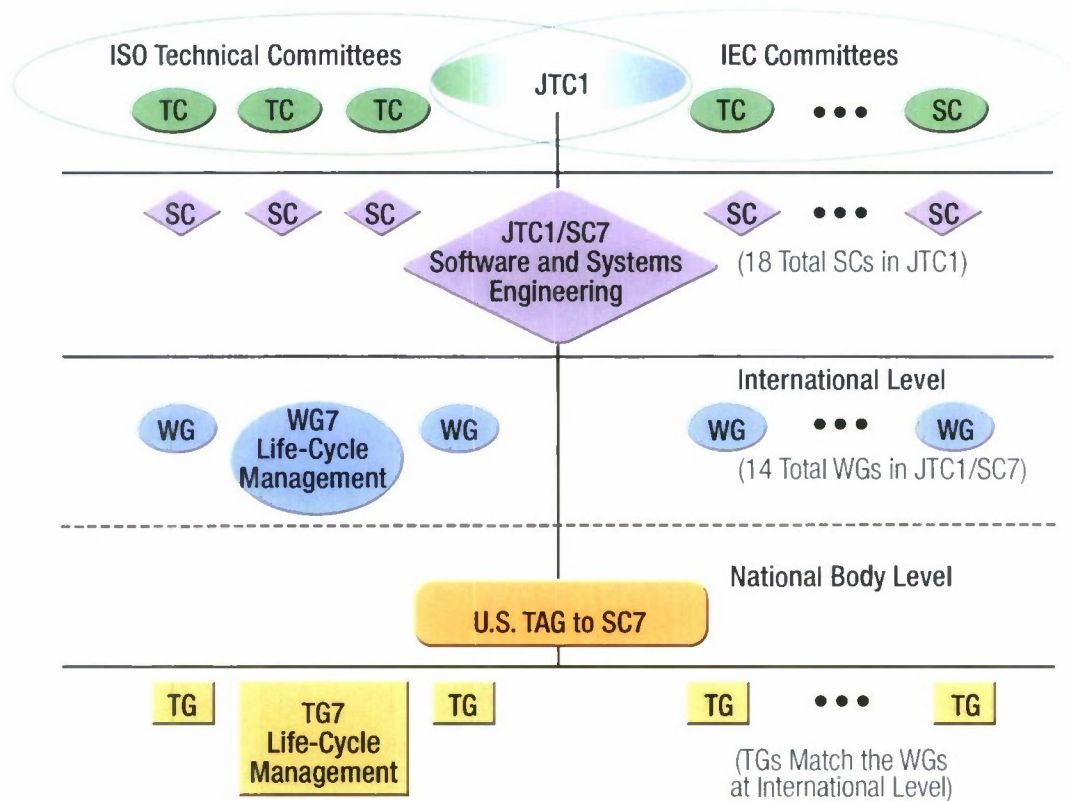 ISO Technical Committees
JTC1
IEC Committees
TC TC TC
TC ••• SC
SC SC SC
JTC1/SC7
Software and Systems
Engineering
SC ••• SC
(18 Total SCs in JTC1)
International Level
WG
WG7
Life-Cycle
Management
WG
WG ••• WG
(14 Total WGs in JTC1/SC7)
National Body Level
U.S. TAG to SC7
TG
TG7
Life-Cycle
Management
TG
TG ••• TG
(TGs Match the WGs
at International Level)